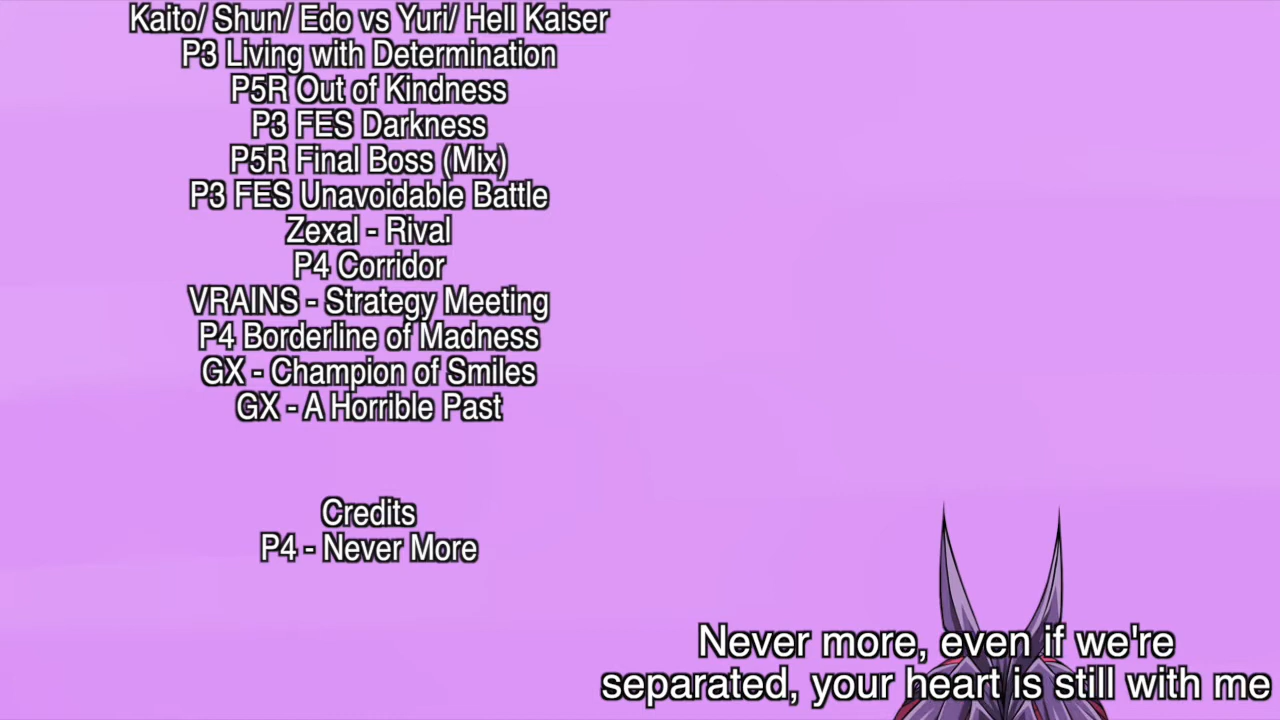 Kaito/ Shun/ Edo vs Yuri/ Hell Kaiser
P3 Living with Determination
P5R Out of Kindness
P3 FES Darkness
P5R Final Boss (Mix)
P3 FES Unavoidable Battle
Zexal - Rival
P4 Corridor
VRAINS - Strategy Meeting
P4 Borderline of Madness
GX - Champion of Smiles
GX - A Horrible Past
Credits
P4 - Never More
Never more, even if we're
separated, your heart is still with me